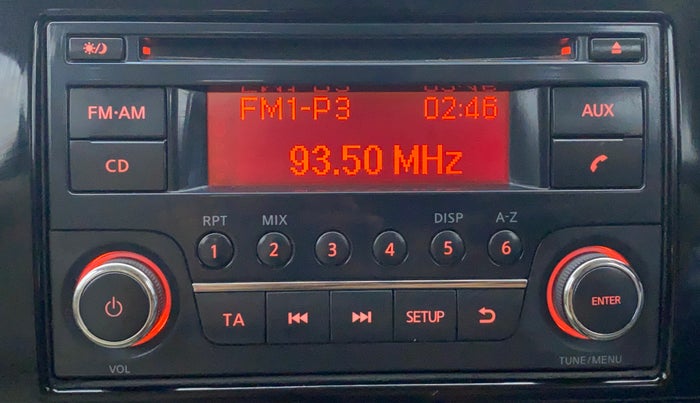 FM·AM
CD
FM1-P3 02:46
93.50 MHz
AUX
RPT MIX DISP A-Z
1 2 3 4 5 6
TA SETUP
ENTER
VOL
TUNE/MENU